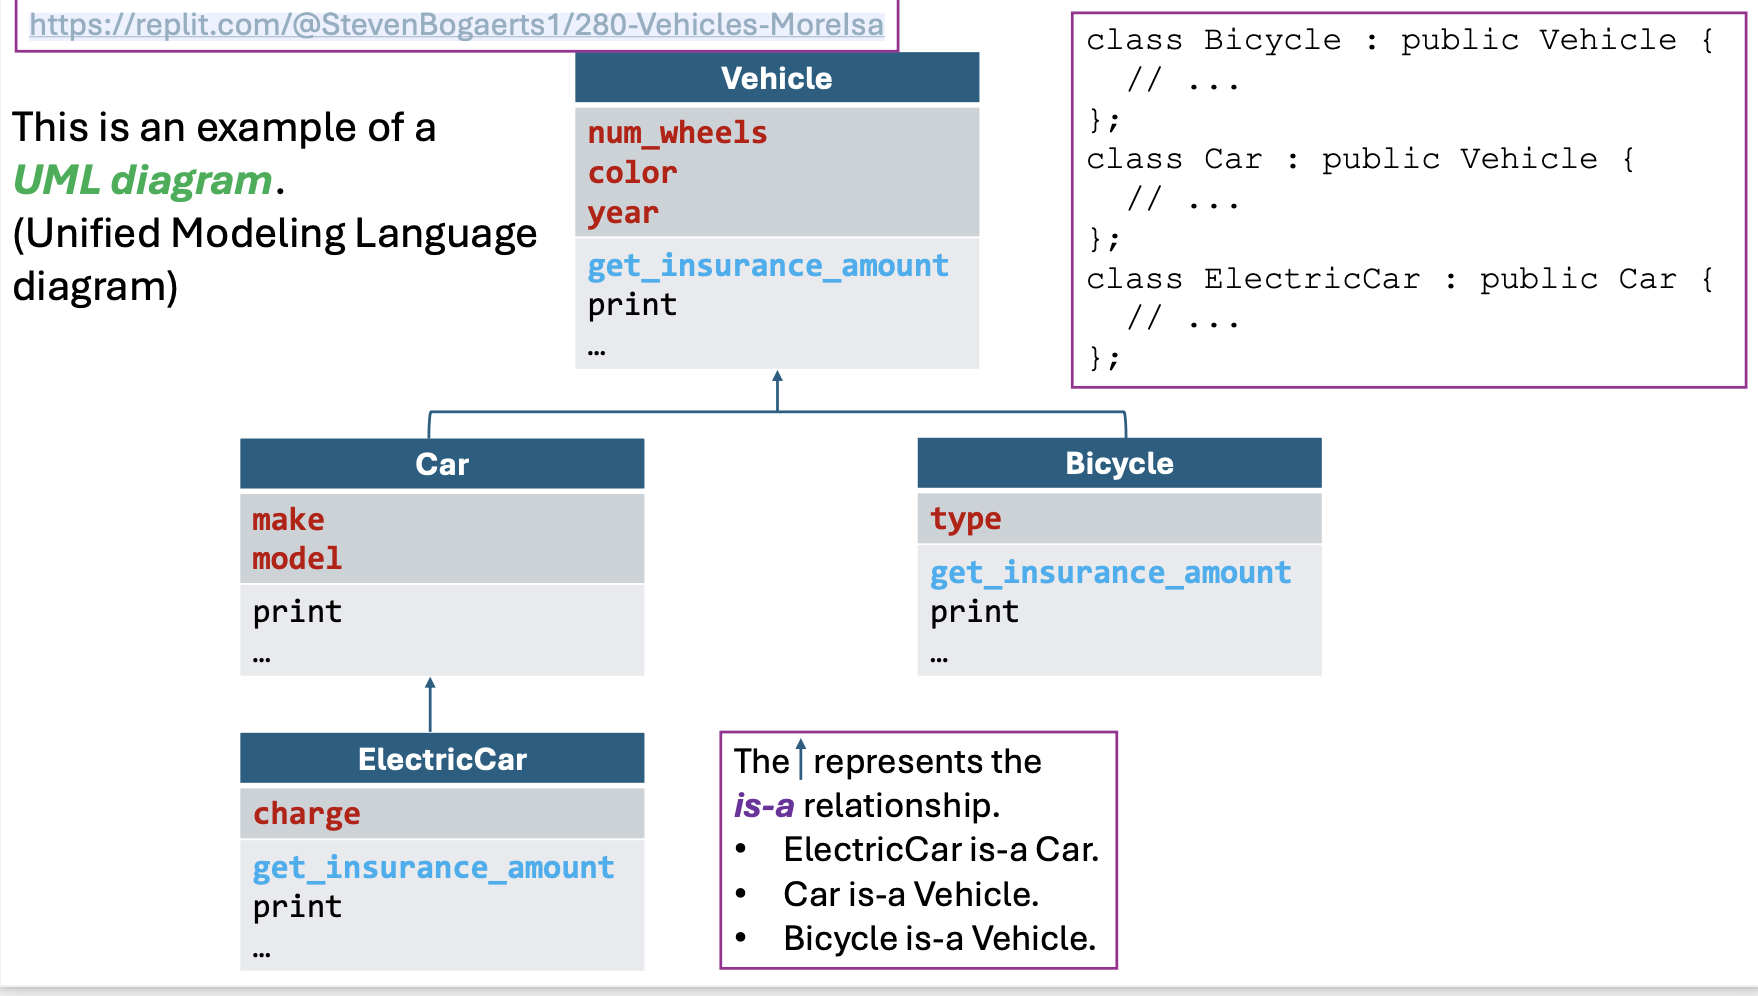 https://replit.com/@StevenBogaerts1/280-Vehicles-MoreIsa
This is an example of a
UML diagram.
(Unified Modeling Language
diagram)
Vehicle
num_wheels
color
year
get_insurance_amount
print
…
class Bicycle : public Vehicle {
  // ...
};
class Car : public Vehicle {
  // ...
};
class ElectricCar : public Car {
  // ...
};
Car
make
model
print
…
Bicycle
type
get_insurance_amount
print
…
ElectricCar
charge
get_insurance_amount
print
…
The ↑ represents the
is-a relationship.
• ElectricCar is-a Car.
• Car is-a Vehicle.
• Bicycle is-a Vehicle.